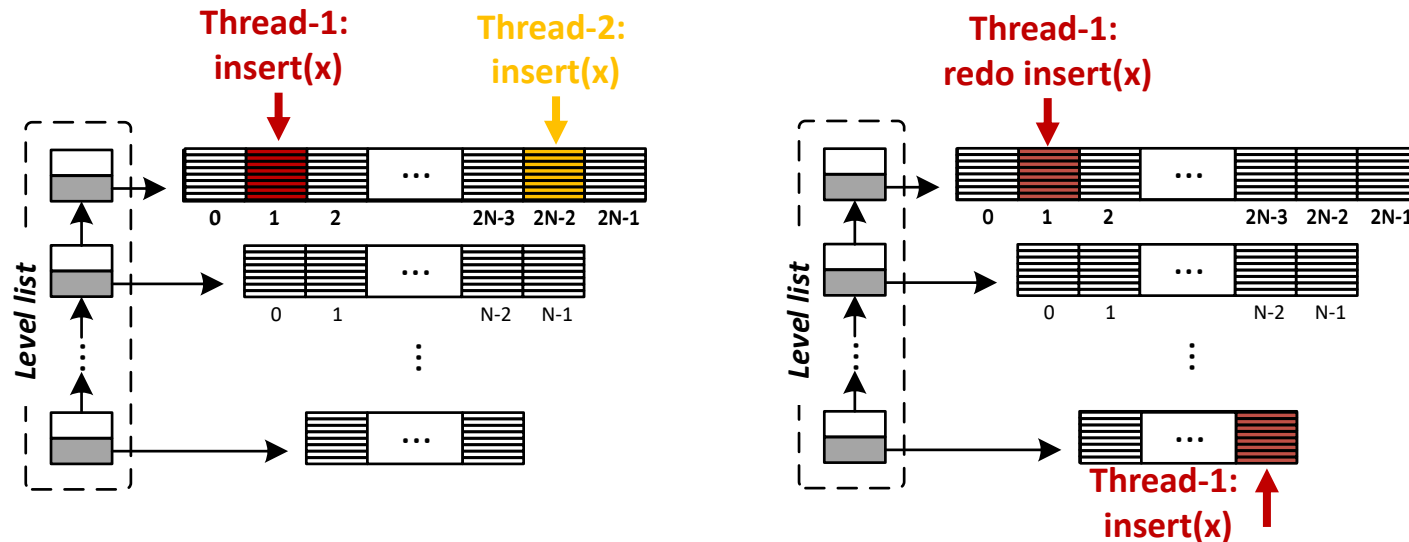 Thread-1:
insert(x)
Thread-2:
insert(x)
Level list
...
0 1 2 2N-3 2N-2 2N-1
...
0 1 N-2 N-1
...
...
Thread-1:
redo insert(x)
Level list
...
0 1 2 2N-3 2N-2 2N-1
...
0 1 N-2 N-1
...
...
Thread-1:
insert(x)